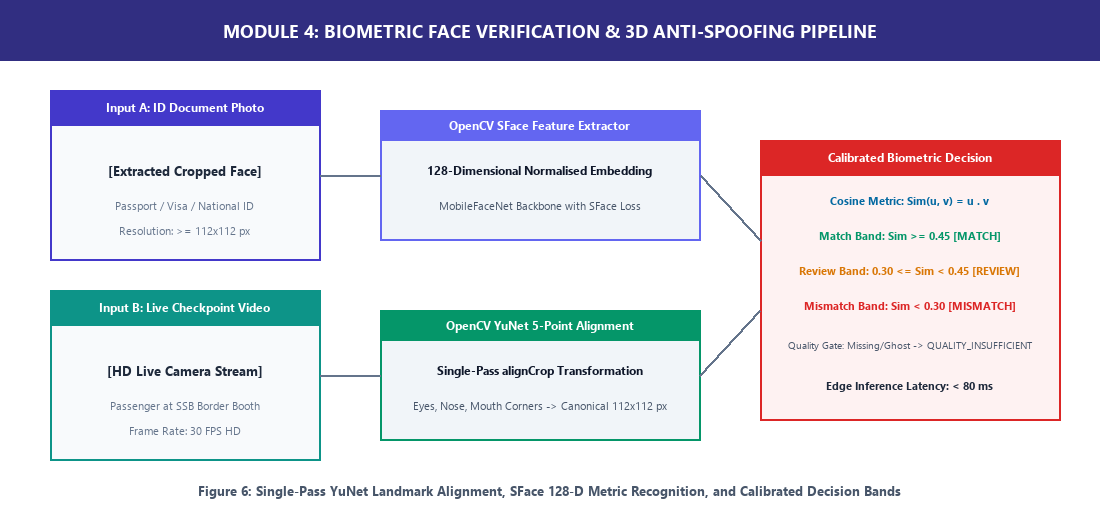 MODULE 4: BIOMETRIC FACE VERIFICATION & 3D ANTI-SPOOFING PIPELINE
Input A: ID Document Photo
[Extracted Cropped Face]
Passport / Visa / National ID
Resolution: >= 112x112 px
OpenCV SFace Feature Extractor
128-Dimensional Normalised Embedding
MobileFaceNet Backbone with SFace Loss
Input B: Live Checkpoint Video
[HD Live Camera Stream]
Passenger at SSB Border Booth
Frame Rate: 30 FPS HD
OpenCV YuNet 5-Point Alignment
Single-Pass alignCrop Transformation
Eyes, Nose, Mouth Corners -> Canonical 112x112 px
Calibrated Biometric Decision
Cosine Metric: Sim(u, v) = u . v
Match Band: Sim >= 0.45 [MATCH]
Review Band: 0.30 <= Sim < 0.45 [REVIEW]
Mismatch Band: Sim < 0.30 [MISMATCH]
Quality Gate: Missing/Ghost -> QUALITY_INSUFFICIENT
Edge Inference Latency: < 80 ms
Figure 6: Single-Pass YuNet Landmark Alignment, SFace 128-D Metric Recognition, and Calibrated Decision Bands